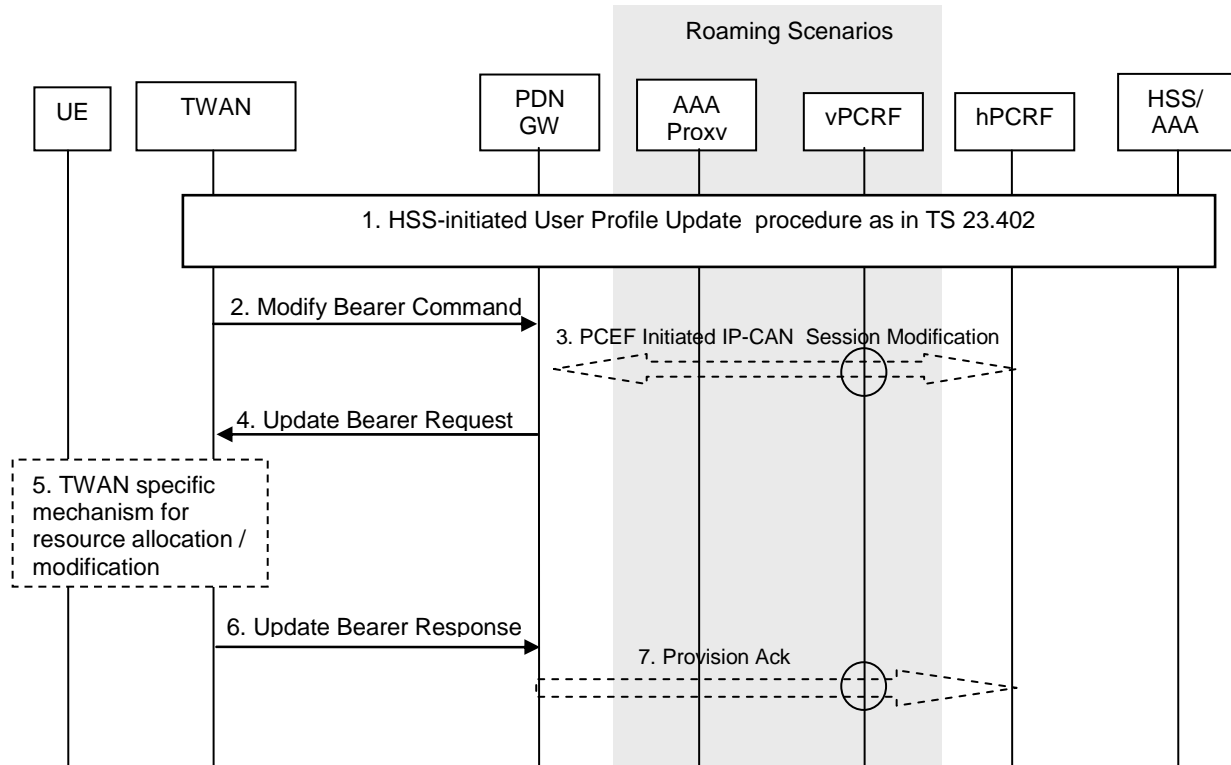 Roaming Scenarios
UE
TWAN
PDN
GW
AAA
Proxv
vPCRF
hPCRF
HSS/
AAA
1. HSS-initiated User Profile Update procedure as in TS 23.402
2. Modify Bearer Command
3. PCEF Initiated IP-CAN Session Modification
4. Update Bearer Request
5. TWAN specific
mechanism for
resource allocation /
modification
6. Update Bearer Response
7. Provision Ack